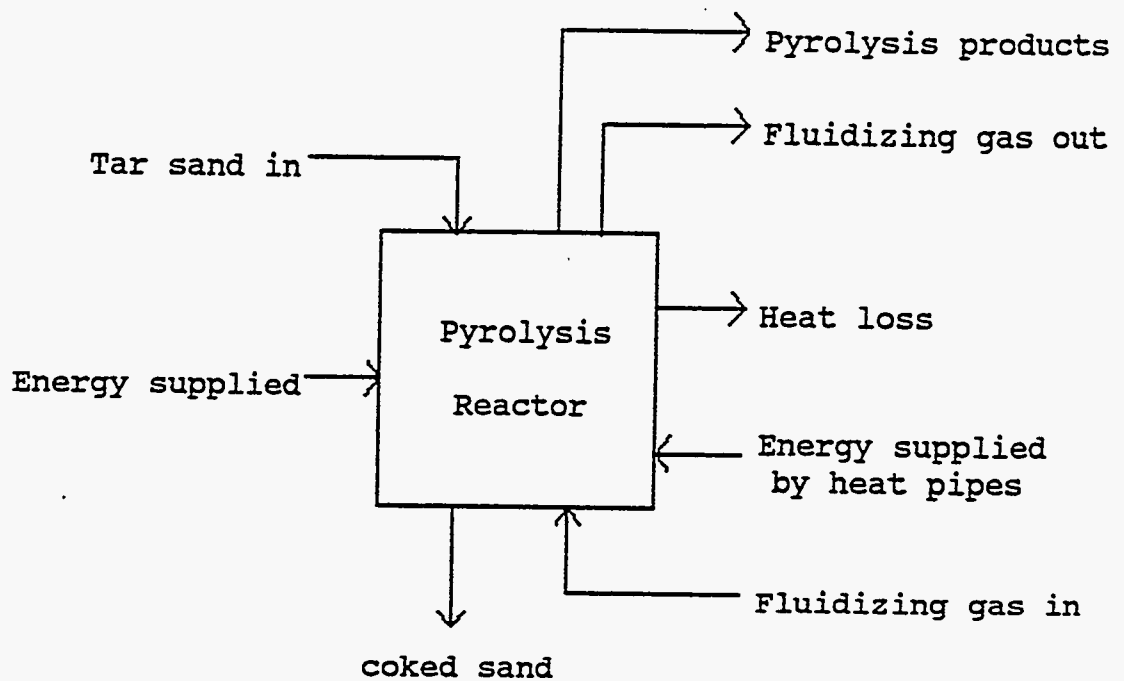 Pyrolysis products
Fluidizing gas out
Tar sand in
Heat loss
Pyrolysis
Reactor
Energy supplied
Energy supplied
by heat pipes
Fluidizing gas in
coked sand